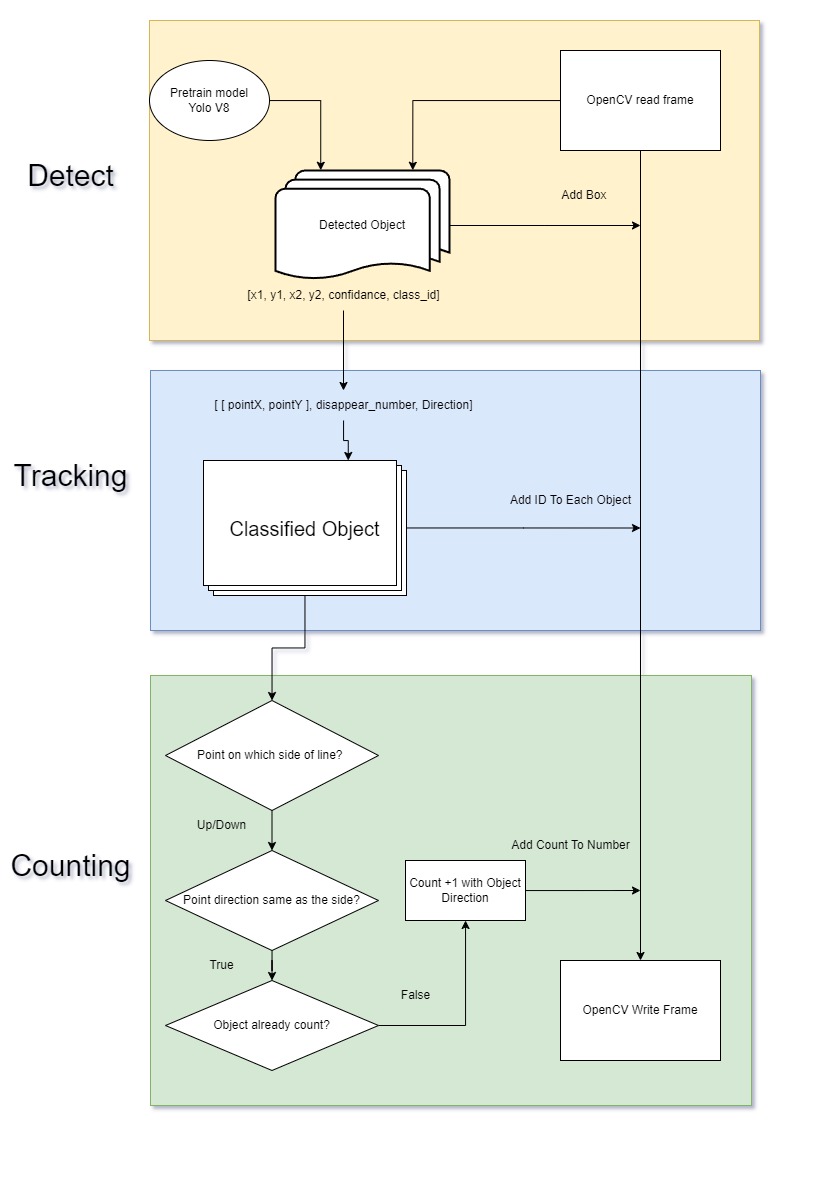 Detect
Pretrain model
Yolo V8
OpenCV read frame
Add Box
Detected Object
[x1, y1, x2, y2, confidance, class_id]
Tracking
[ [ pointX, pointY ], disappear_number, Direction]
Add ID To Each Object
Classified Object
Counting
Point on which side of line?
Up/Down
Add Count To Number
Point direction same as the side?
Count +1 with Object
Direction
True
False
Object already count?
OpenCV Write Frame